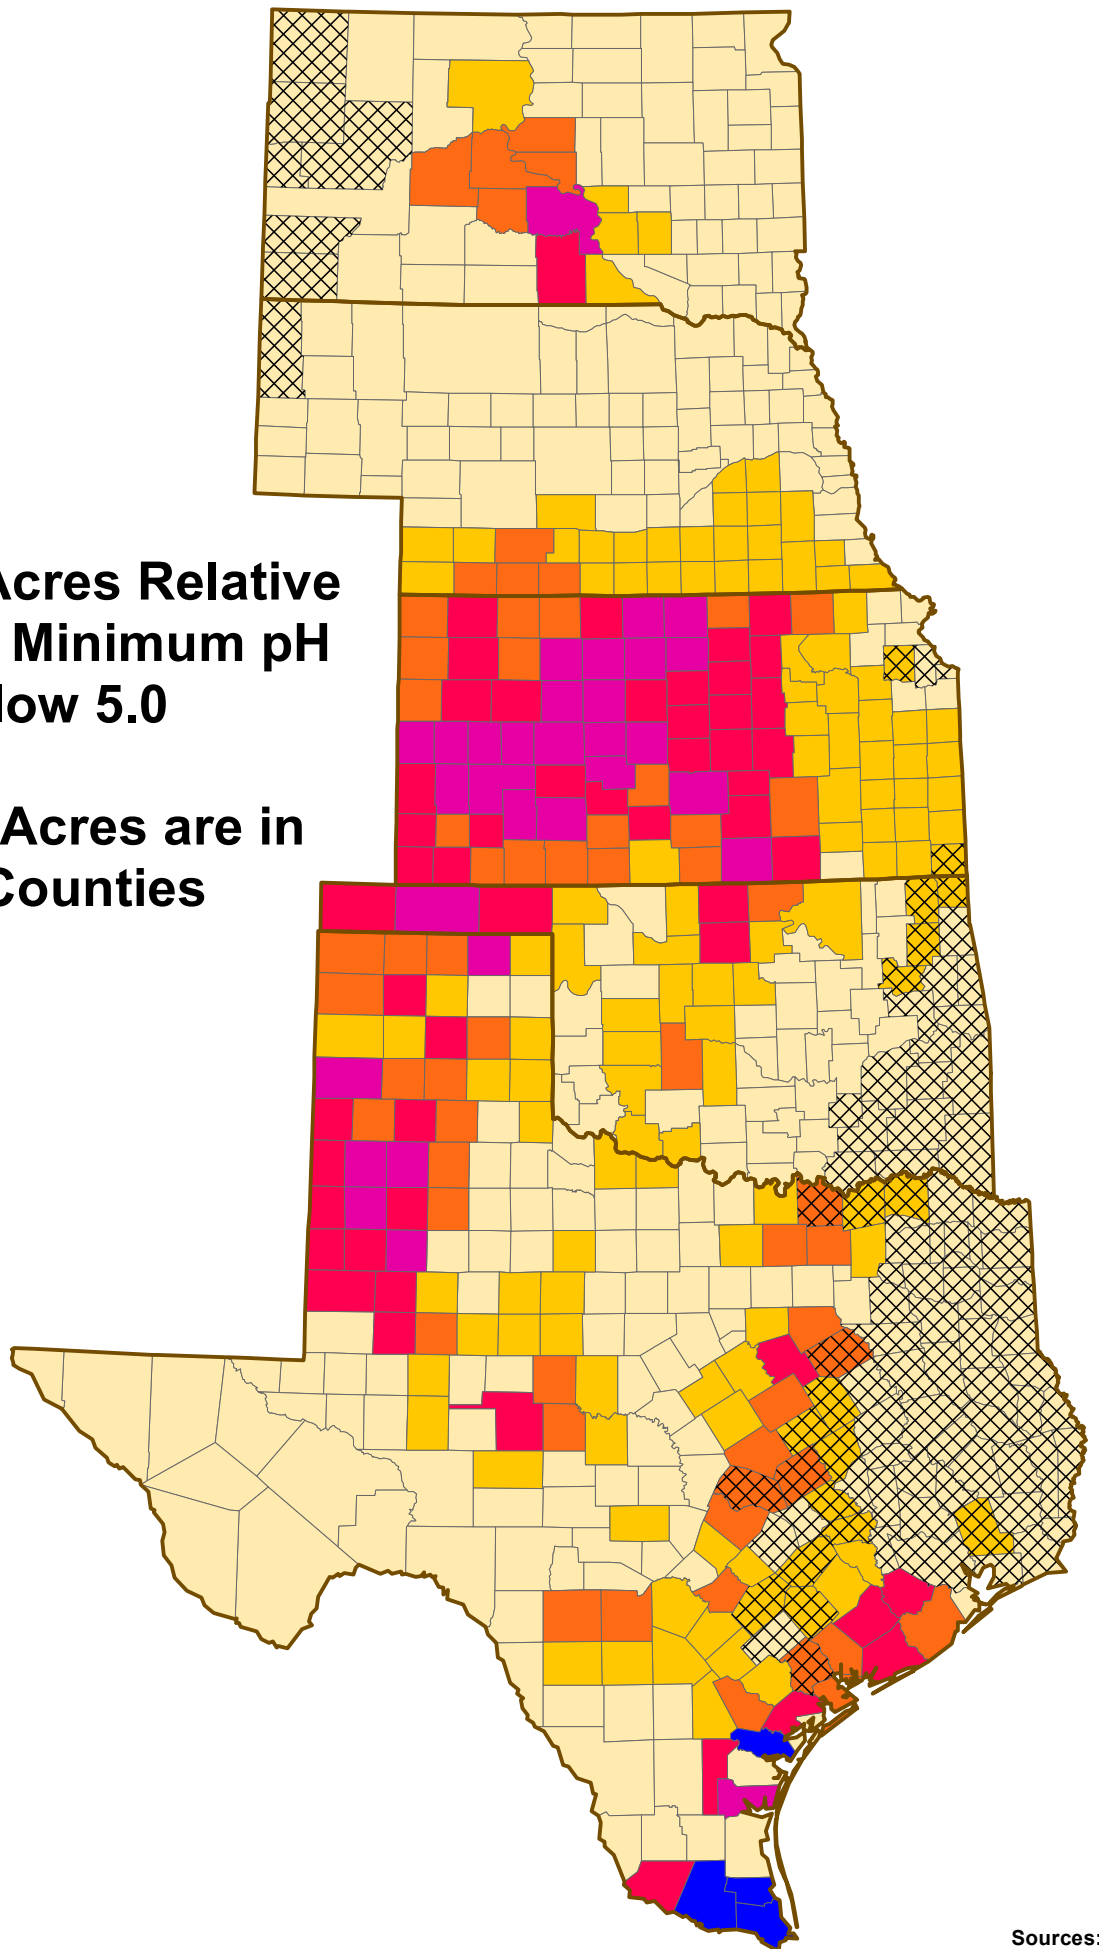 Acres Relative
Minimum pH
low 5.0
Acres are in
Counties
Sources: